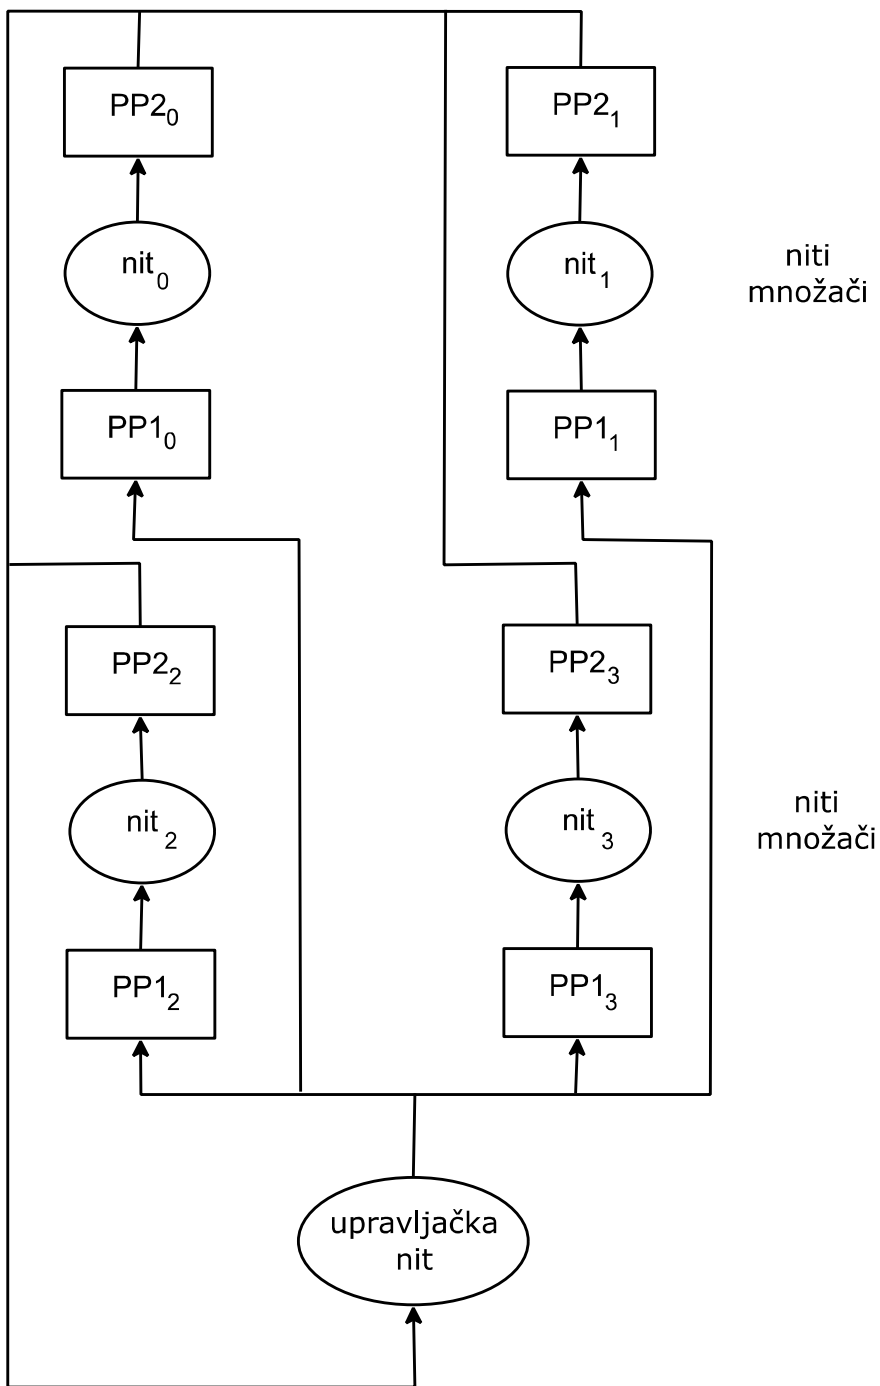 PP2₀
PP2₁
nit₀
nit₁
niti
množači
PP1₀
PP1₁
PP2₂
PP2₃
nit₂
nit₃
niti
množači
PP1₂
PP1₃
upravljačka
nit